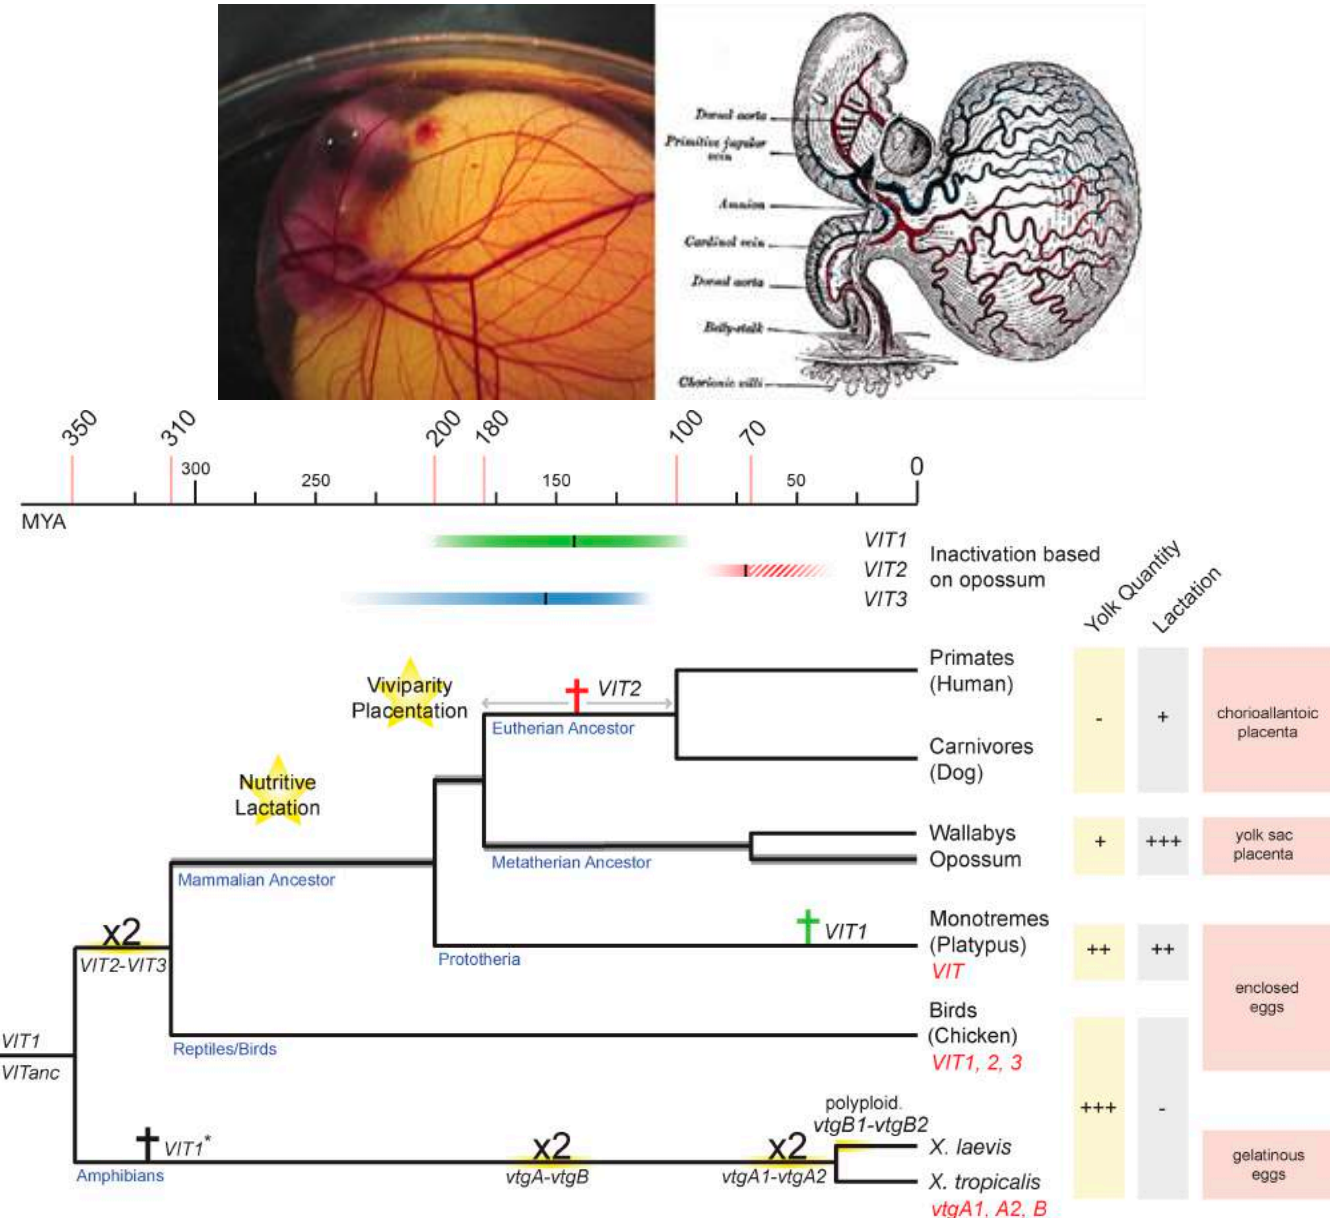 Dorsal aorta
Primitive jugular
vein
Amnion
Cardinal vein
Dorsal aorta
Belly-stalk
Chorionic villi
350
310
200
180
100
70
300
250
150
50
0
MYA
VIT1
VIT2
VIT3
Inactivation based
on opossum
Yolk Quantity
Lactation
Viviparity
Placentation
VIT2
Eutherian Ancestor
Primates
(Human)
-
+
chorioallantoic
placenta
Carnivores
(Dog)
Nutritive
Lactation
Wallabys
Opossum
+
+++
yolk sac
placenta
Metatherian Ancestor
Mammalian Ancestor
x2
VIT2-VIT3
VIT1
Monotremes
(Platypus)
VIT
++
++
Prototheria
enclosed
eggs
Birds
(Chicken)
VIT1, 2, 3
Reptiles/Birds
VIT1
VITanc
+++
-
polyploid.
vtgB1-vtgB2
VIT1*
x2
vtgA-vtgB
x2
vtgA1-vtgA2
X. laevis
X. tropicalis
vtgA1, A2, B
gelatinous
eggs
Amphibians